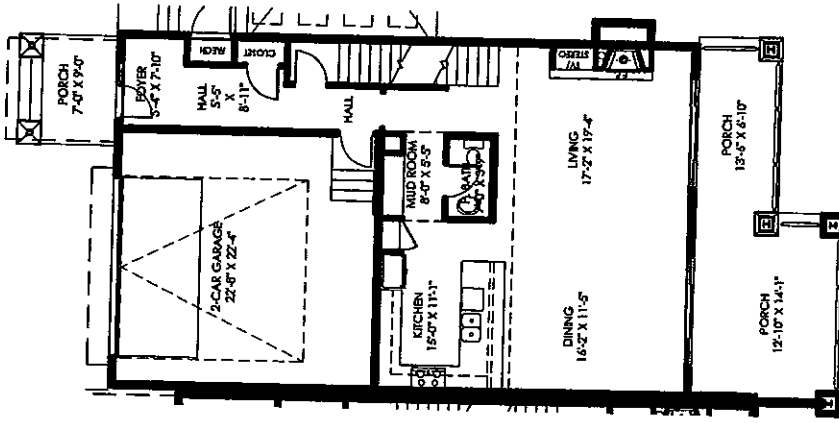 PORCH
7'-0" X 9'-0"
FOYER
5'-4" X 7'-10"
MECH
CLOSET
HALL
5'-5"
X
8'-11"
HALL
TV/
STEREO
F.P.
LIVING
17'-2" X 19'-4"
PORCH
13'-6" X 6'-10"
MUD ROOM
8'-0" X 5'-5"
2-CAR GARAGE
22'-8" X 22'-4"
KITCHEN
15'-0" X 11'-1"
DINING
16'-2" X 11'-5"
PORCH
12'-10" X 14'-1"